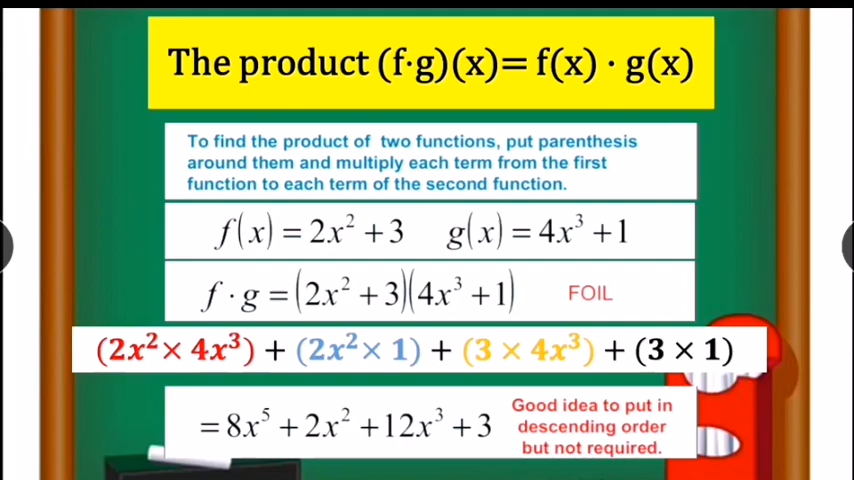 The product (f·g)(x)= f(x) · g(x)
To find the product of two functions, put parenthesis
around them and multiply each term from the first
function to each term of the second function.
f(x) = 2x² + 3 g(x) = 4x³ + 1
f · g = (2x² + 3)(4x³ + 1) FOIL
(2x² × 4x³) + (2x² × 1) + (3 × 4x³) + (3 × 1)
= 8x⁵ + 2x² + 12x³ + 3
Good idea to put in
descending order
but not required.